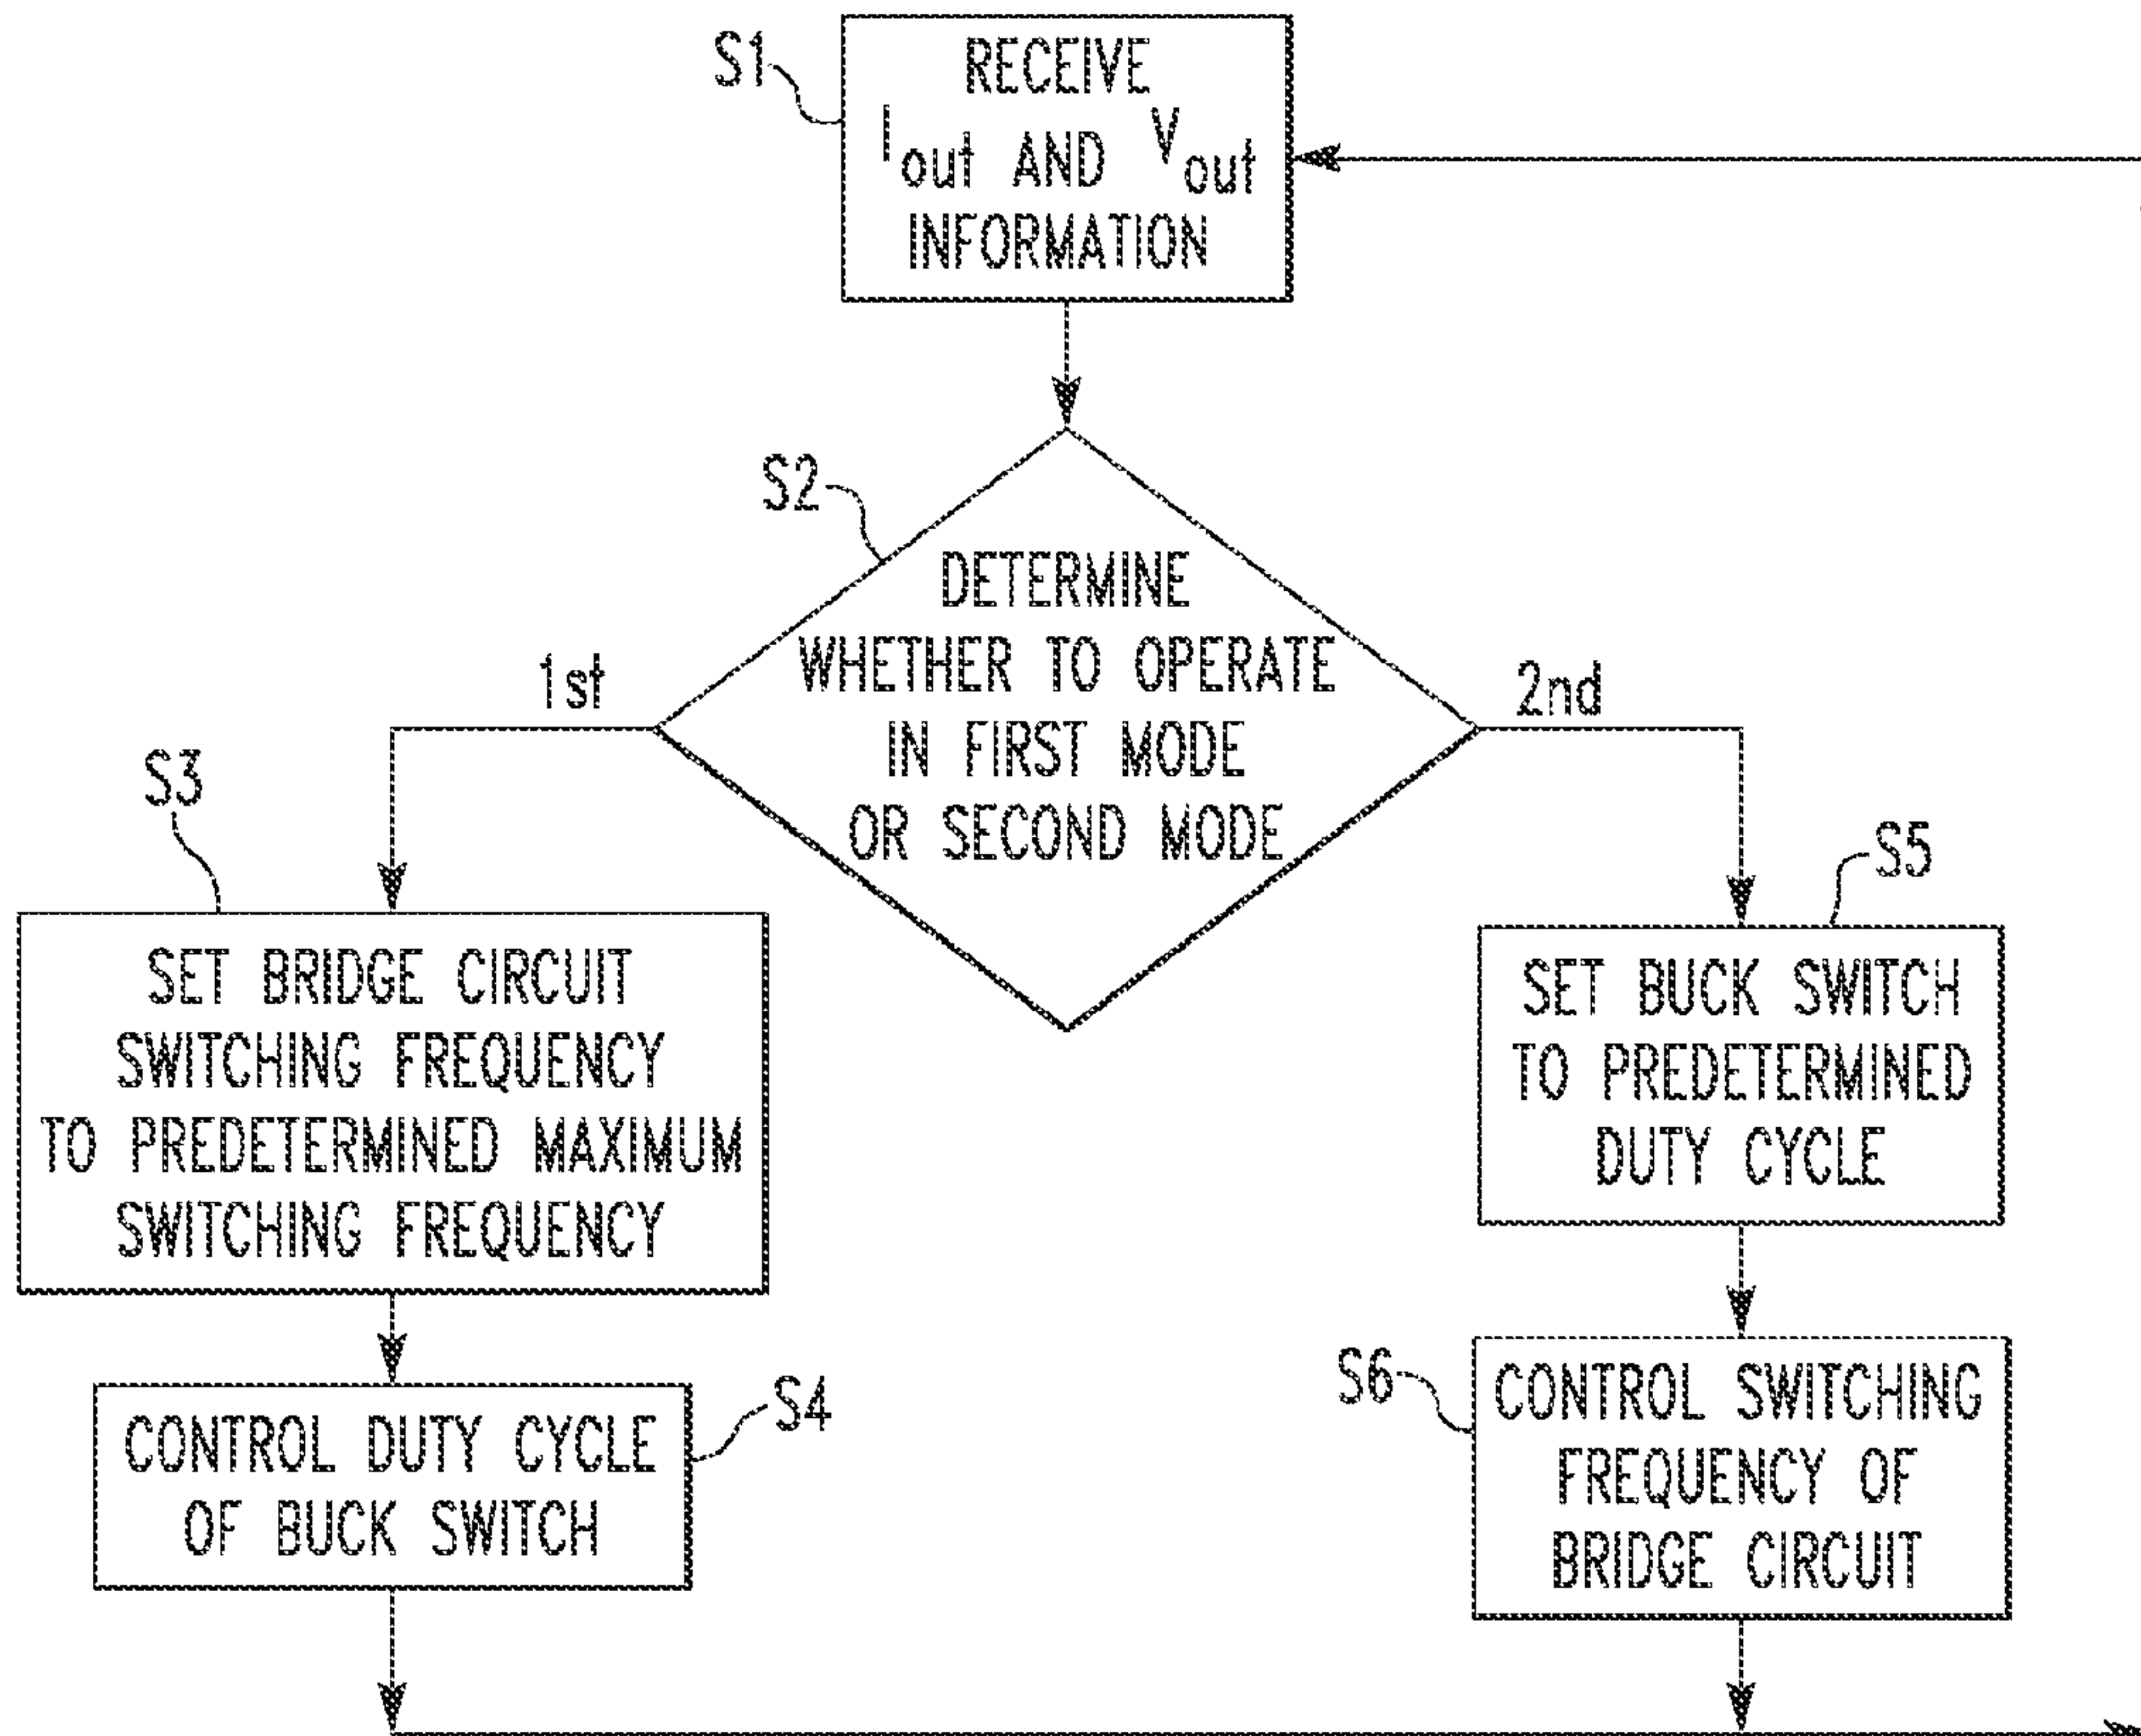 S1
RECEIVE
Iout AND Vout
INFORMATION
S2
DETERMINE
WHETHER TO OPERATE
IN FIRST MODE
OR SECOND MODE
1st
2nd
S3
SET BRIDGE CIRCUIT
SWITCHING FREQUENCY
TO PREDETERMINED MAXIMUM
SWITCHING FREQUENCY
S4
CONTROL DUTY CYCLE
OF BUCK SWITCH
S5
SET BUCK SWITCH
TO PREDETERMINED
DUTY CYCLE
S6
CONTROL SWITCHING
FREQUENCY OF
BRIDGE CIRCUIT